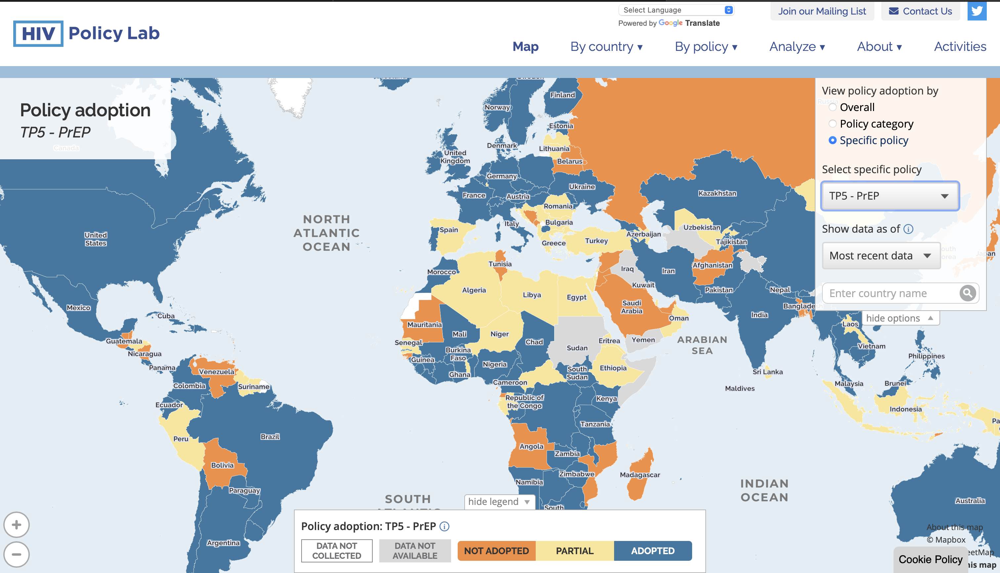 Select Language
Join our Mailing List
Contact Us
Powered by Google Translate
HIV Policy Lab
Map
By country ▾
By policy ▾
Analyze ▾
About ▾
Activities
Policy adoption
TP5 - PrEP
Canada
View policy adoption by
Russia
Overall
Policy category
Specific policy
Select specific policy
TP5 - PrEP
Show data as of
Most recent data
Enter country name
hide options
Sweden
Finland
Norway
Estonia
Denmark
Lithuania
United
Kingdom
Belarus
Germany
Ukraine
France
Austria
Kazakhstan
Romania
NORTH
ATLANTIC
OCEAN
Italy
Bulgaria
Spain
Uzbekistan
Azerbaijan
United
States
Greece
Turkey
Tajikistan
Japan
Tunisia
Afghanistan
Morocco
Iraq
Iran
Kuwait
Algeria
Libya
Egypt
Pakistan
Nepal
Saudi
Arabia
Bangladesh
Mexico
Cuba
India
Oman
Mauritania
Laos
Mali
Niger
Guatemala
Senegal
Chad
Eritrea
Yemen
ARABIAN
SEA
Sudan
Vietnam
Nicaragua
Burkina
Faso
Guinea
Philippines
Nigeria
Panama
Venezuela
Ghana
South
Sudan
Ethiopia
Sri Lanka
Colombia
Suriname
Cameroon
Malaysia
Brunei
Maldives
Republic of
the Congo
Kenya
Ecuador
Indonesia
Tanzania
Peru
Brazil
Angola
Zambia
Bolivia
Zimbabwe
Madagascar
Namibia
Paraguay
INDIAN
OCEAN
SOUTH
ATLANTIC
South
Argentina
Australia
hide legend
Policy adoption: TP5 - PrEP
DATA NOT
COLLECTED
DATA NOT
AVAILABLE
NOT ADOPTED
PARTIAL
ADOPTED
About this map
© Mapbox
eetMap
Cookie Policy
his map